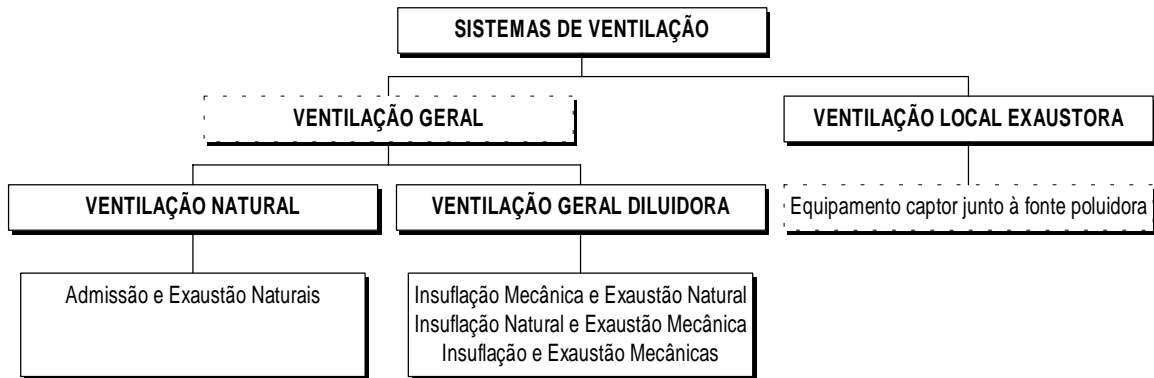 SISTEMAS DE VENTILAÇÃO
VENTILAÇÃO GERAL
VENTILAÇÃO LOCAL EXAUSTORA
VENTILAÇÃO NATURAL
VENTILAÇÃO GERAL DILUIDORA
Equipamento captor junto à fonte poluidora
Admissão e Exaustão Naturais
Insuflação Mecânica e Exaustão Natural
Insuflação Natural e Exaustão Mecânica
Insuflação e Exaustão Mecânicas